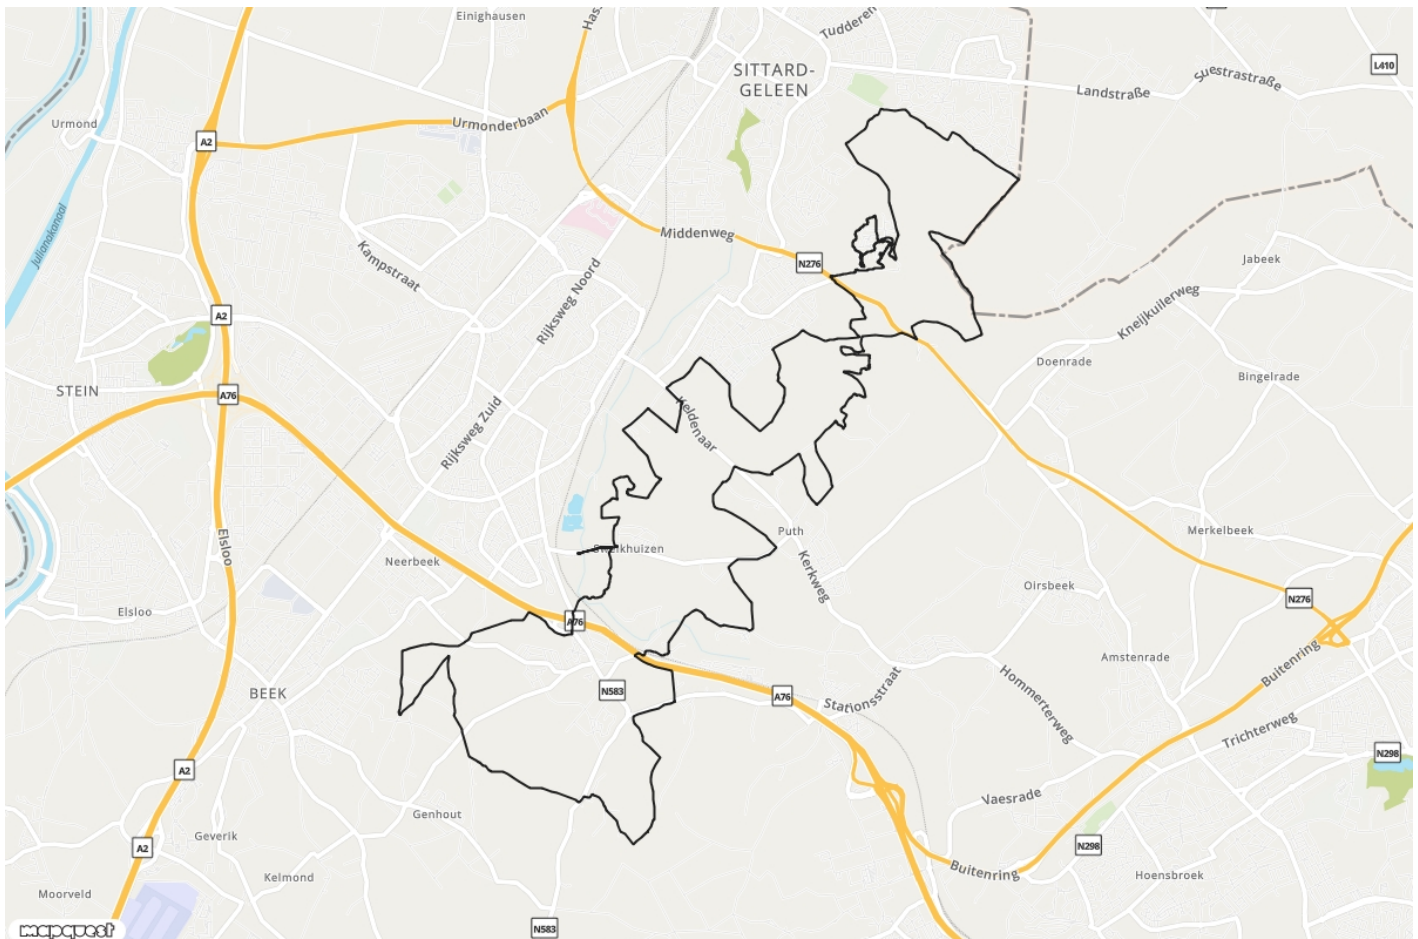 Einighausen
Has
Tudderen
SITTARD-
GELEEN
L410
Suestrastraße
Landstraße
Urmond
A2
Urmonderbaan
Julianakanaal
Middenweg
N276
Jabeek
Kampstraat
Rijksweg Noord
Kneijkuilerweg
A2
Doenrade
Bingelrade
STEIN
A76
Keldenaar
Rijksweg Zuid
Elsloo
Puth
Merkelbeek
Neerbeek
Kerkweg
Oirsbeek
N276
Elsloo
A76
Amstenrade
Buitenring
BEEK
N583
A76
Stationsstraat
Hommerterweg
Trichterweg
N298
A2
Vaesrade
Genhout
Geverik
A2
N298
Kelmond
Buitenring
Hoensbroek
Moorveld
N583
mapquest